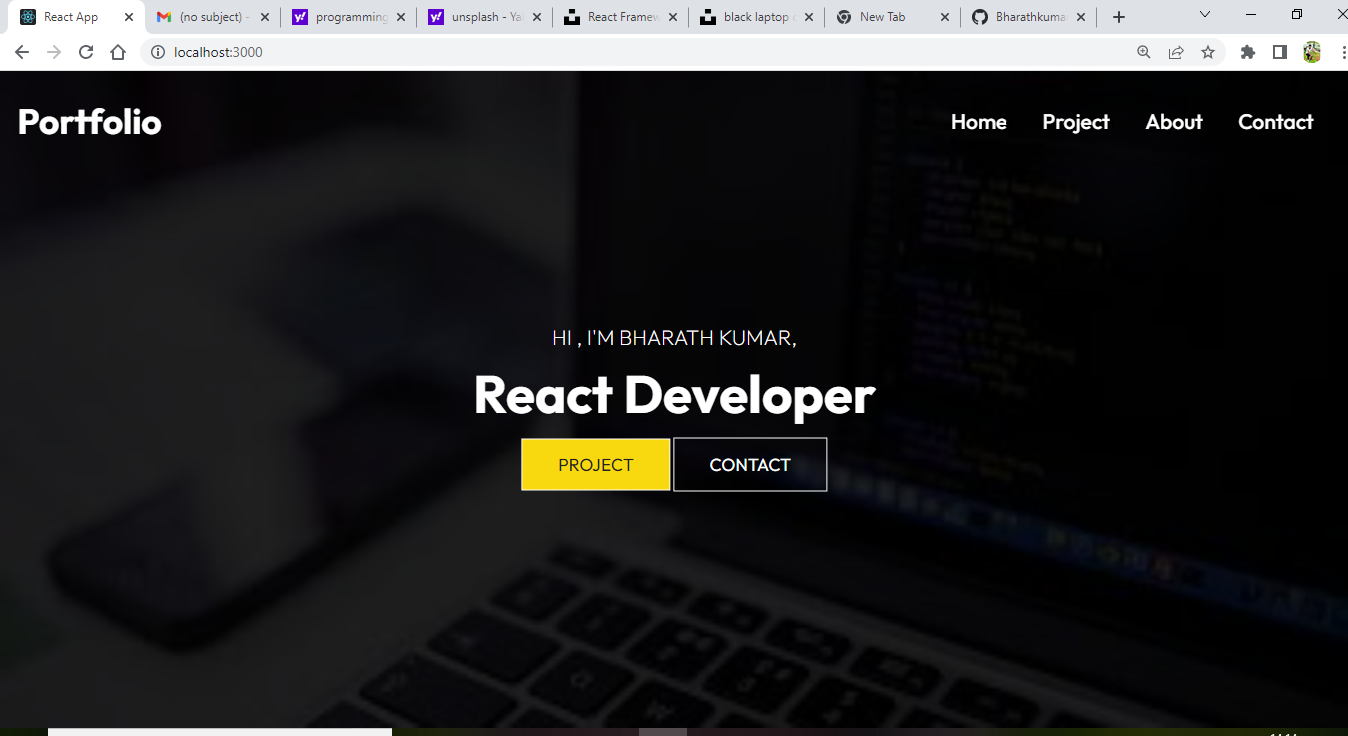 React App
(no subject) -
programming
unsplash - Ya
React Framew
black laptop
New Tab
Bharathkuma
localhost:3000
Portfolio
Home Project About Contact
HI , I'M BHARATH KUMAR,
React Developer
PROJECT CONTACT